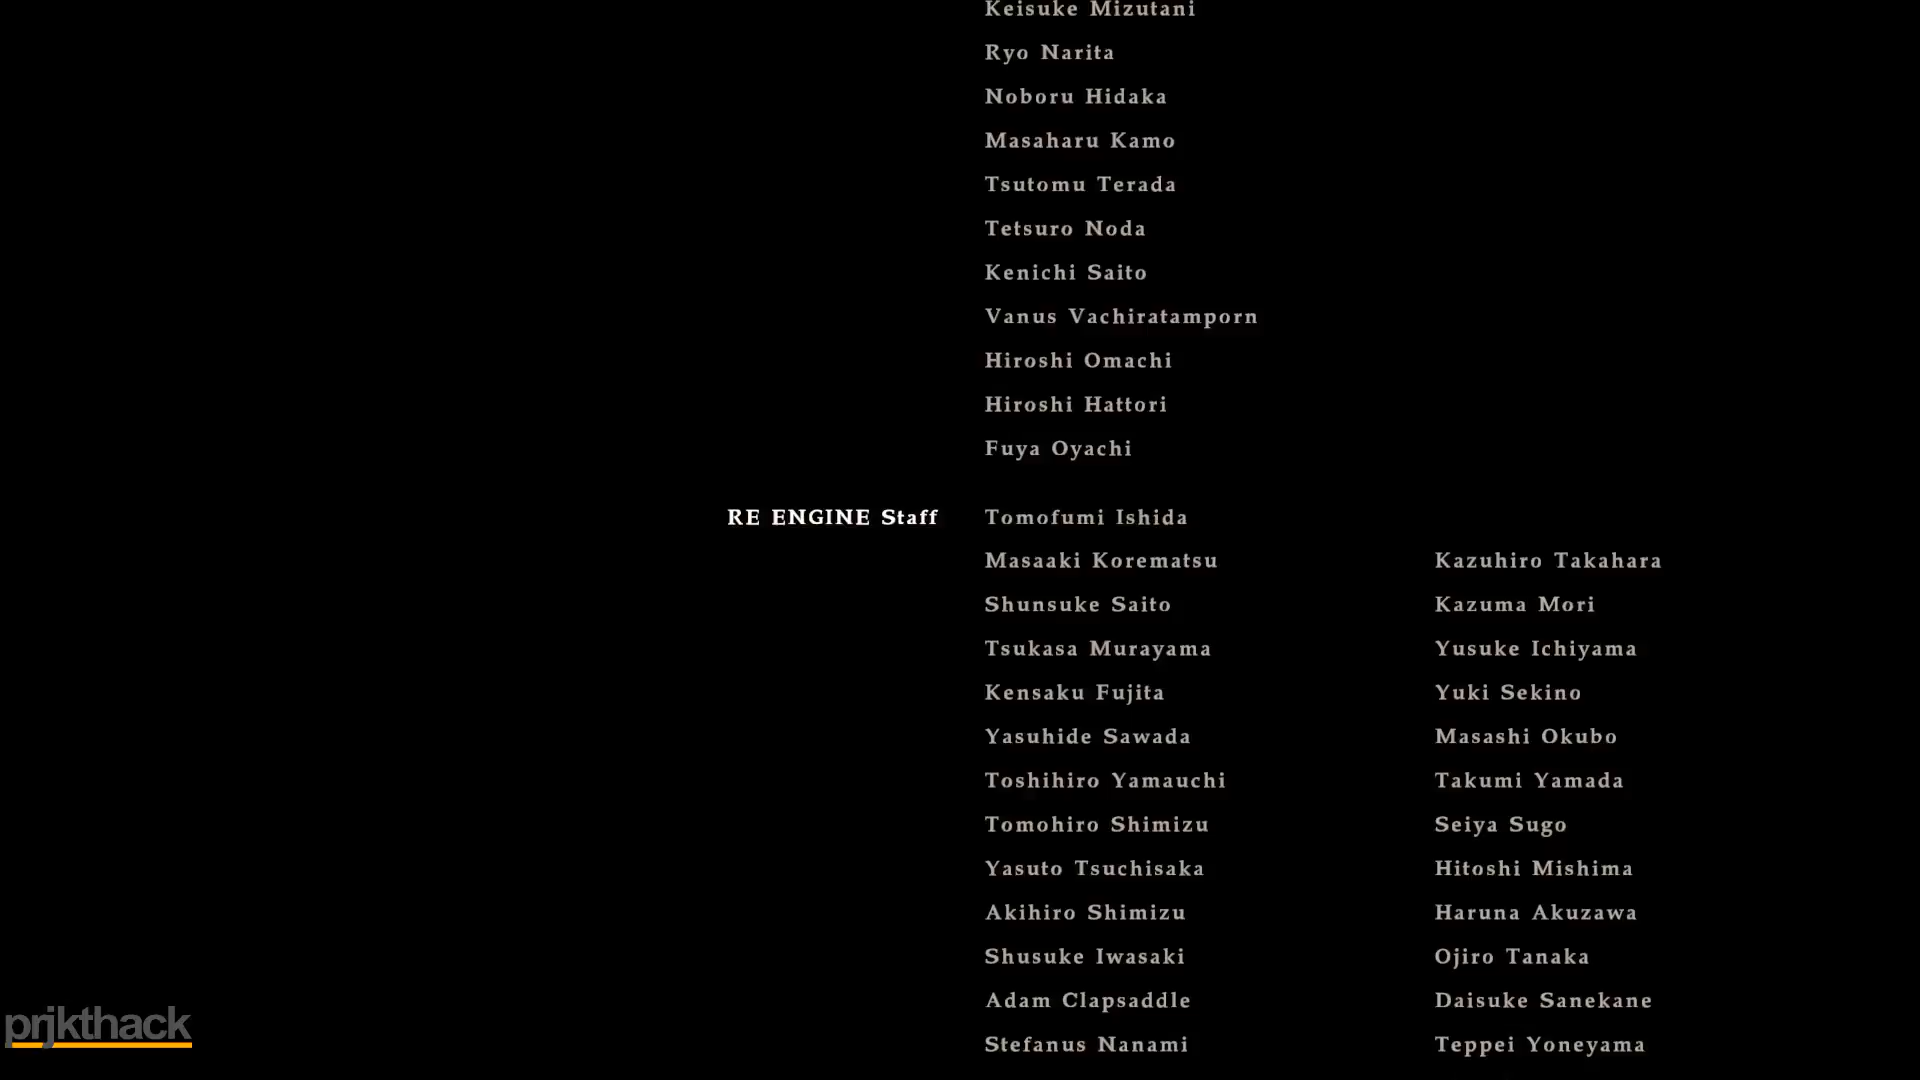 Keisuke Mizutani
Ryo Narita
Noboru Hidaka
Masaharu Kamo
Tsutomu Terada
Tetsuro Noda
Kenichi Saito
Vanus Vachiratamporn
Hiroshi Omachi
Hiroshi Hattori
Fuya Oyachi
RE ENGINE Staff Tomofumi Ishida
Masaaki Korematsu Kazuhiro Takahara
Shunsuke Saito Kazuma Mori
Tsukasa Murayama Yusuke Ichiyama
Kensaku Fujita Yuki Sekino
Yasuhide Sawada Masashi Okubo
Toshihiro Yamauchi Takumi Yamada
Tomohiro Shimizu Seiya Sugo
Yasuto Tsuchisaka Hitoshi Mishima
Akihiro Shimizu Haruna Akuzawa
Shusuke Iwasaki Ojiro Tanaka
Adam Clapsaddle Daisuke Sanekane
Stefanus Nanami Teppei Yoneyama
prjkthack